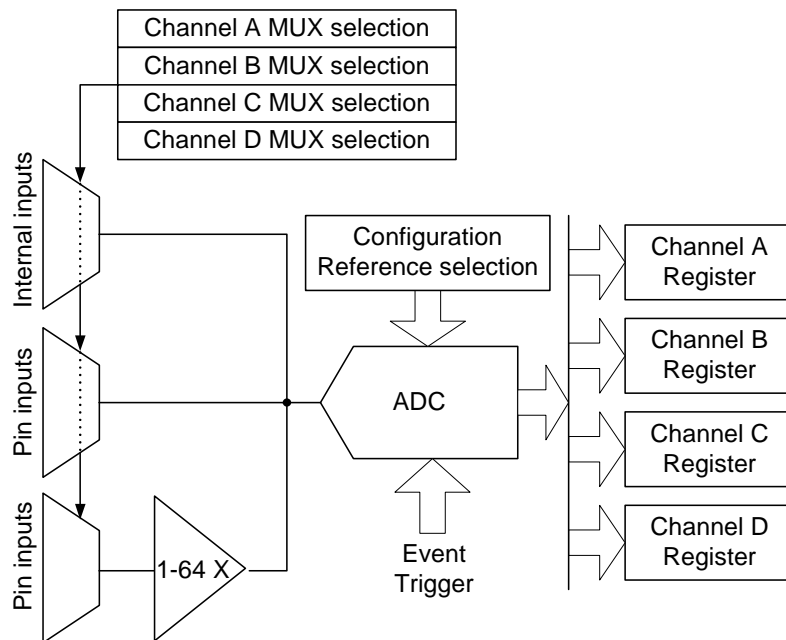 Channel A MUX selection
Channel B MUX selection
Channel C MUX selection
Channel D MUX selection
Internal inputs
Pin inputs
Pin inputs
1-64 X
Configuration
Reference selection
ADC
Event
Trigger
Channel A
Register
Channel B
Register
Channel C
Register
Channel D
Register